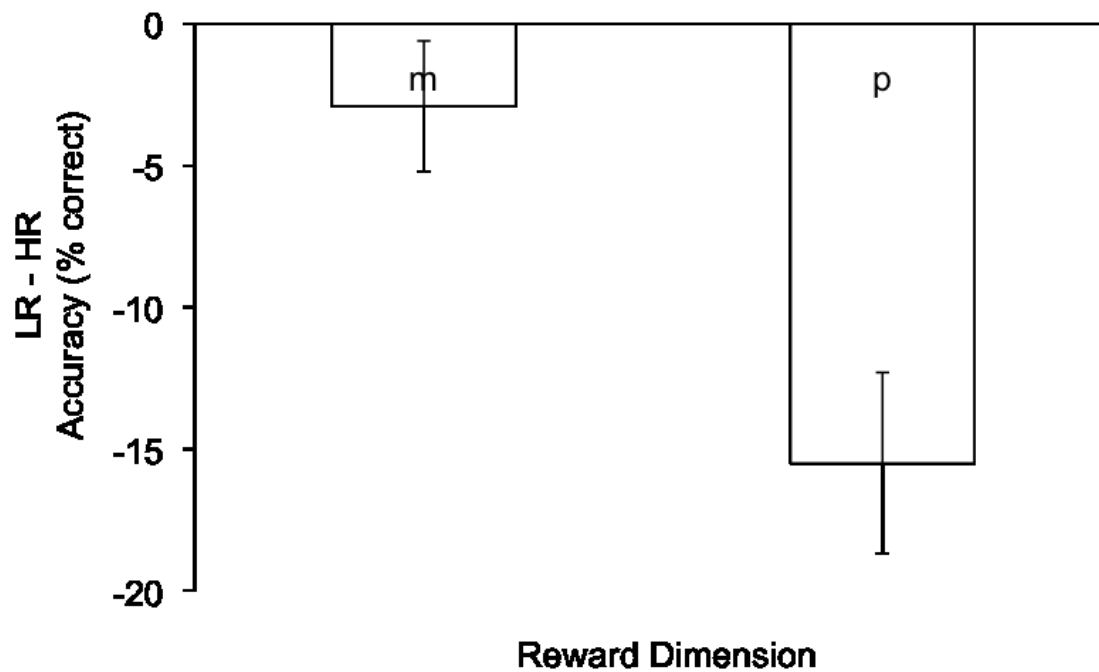 0
m
p
-5
-10
-15
-20
LR - HR
Accuracy (% correct)
Reward Dimension